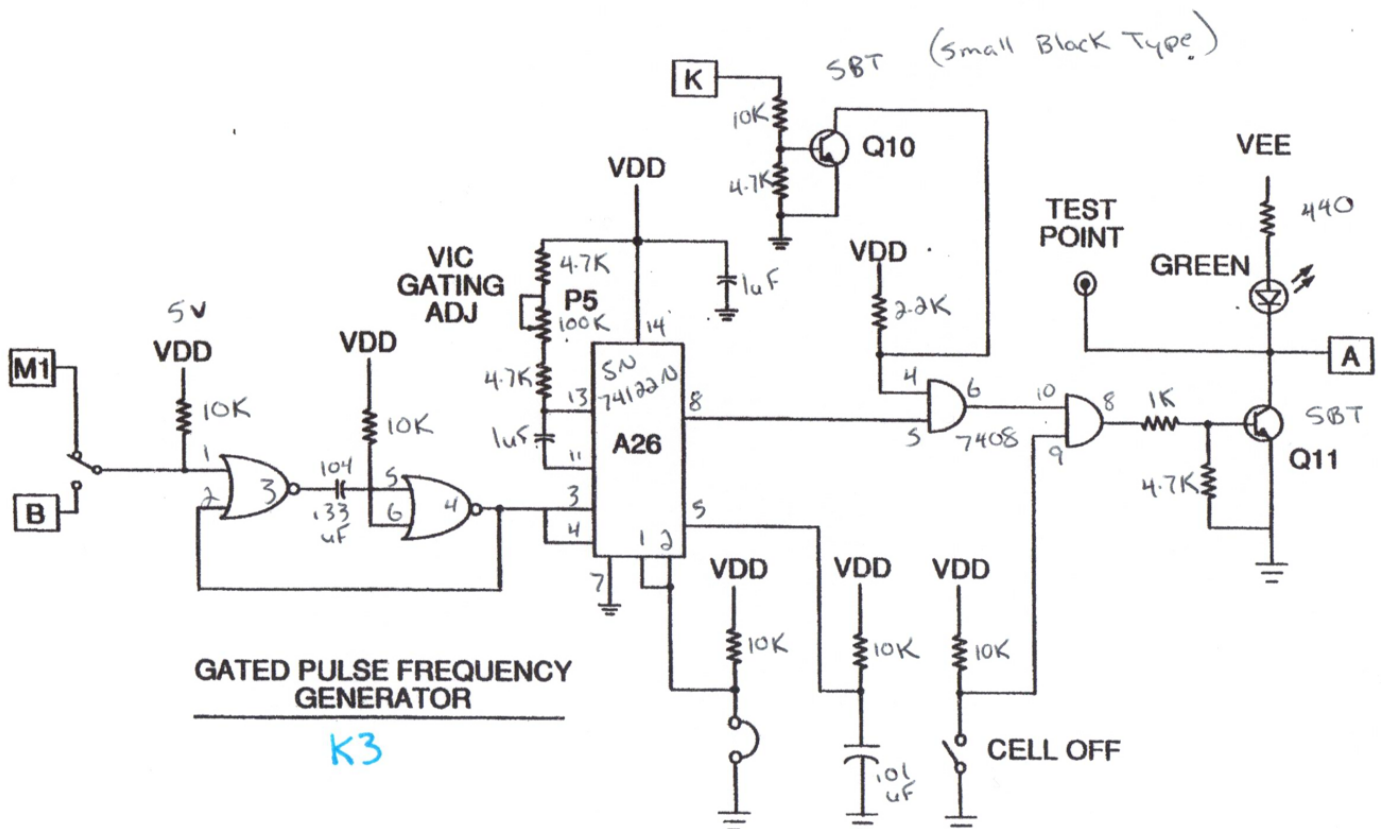 SBT (Small Black Type)
K
10K
Q10
4.7K
VDD
VEE
440
TEST
POINT
GREEN
VIC
GATING
ADJ
4.7K
P5
100K
1uF
VDD
2.2K
5V
VDD
VDD
M1
10K
10K
4.7K
14
SN
74122N
A26
13
1uF
11
8
4
6
5
7408
10
8
9
1K
A
SBT
Q11
4.7K
B
1
2
3
104
.33
uF
5
6
4
3
4
1 2
5
7
VDD
VDD
VDD
10K
10K
10K
GATED PULSE FREQUENCY
GENERATOR
K3
CELL OFF
.01
uF